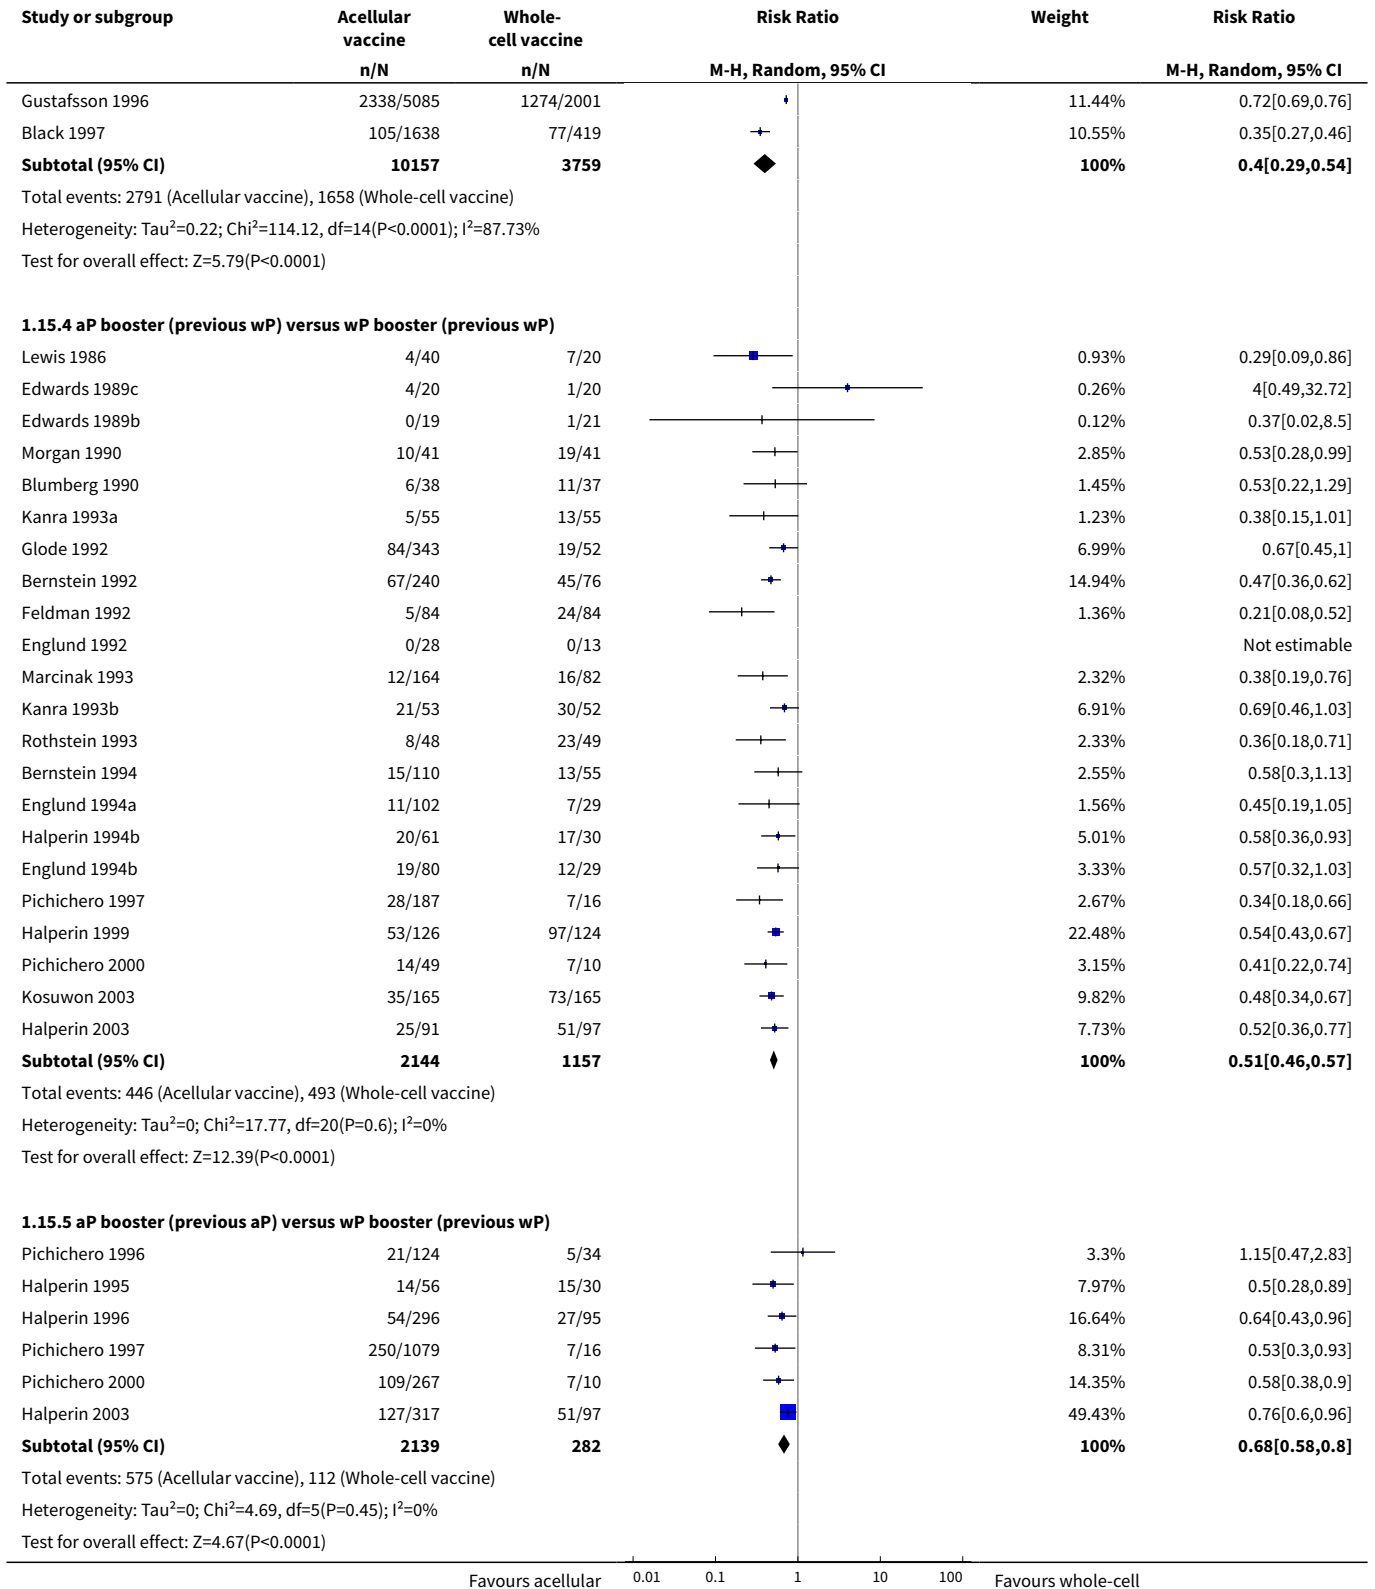 Study or subgroup Acellular vaccine Whole-cell vaccine Risk Ratio Weight Risk Ratio
n/N n/N M-H, Random, 95% CI M-H, Random, 95% CI
Gustafsson 1996 2338/5085 1274/2001 11.44% 0.72[0.69,0.76]
Black 1997 105/1638 77/419 10.55% 0.35[0.27,0.46]
Subtotal (95% CI) 10157 3759 100% 0.4[0.29,0.54]
Total events: 2791 (Acellular vaccine), 1658 (Whole-cell vaccine)
Heterogeneity: Tau²=0.22; Chi²=114.12, df=14(P<0.0001); I²=87.73%
Test for overall effect: Z=5.79(P<0.0001)
1.15.4 aP booster (previous wP) versus wP booster (previous wP)
Lewis 1986 4/40 7/20 0.93% 0.29[0.09,0.86]
Edwards 1989c 4/20 1/20 0.26% 4[0.49,32.72]
Edwards 1989b 0/19 1/21 0.12% 0.37[0.02,8.5]
Morgan 1990 10/41 19/41 2.85% 0.53[0.28,0.99]
Blumberg 1990 6/38 11/37 1.45% 0.53[0.22,1.29]
Kanra 1993a 5/55 13/55 1.23% 0.38[0.15,1.01]
Glode 1992 84/343 19/52 6.99% 0.67[0.45,1]
Bernstein 1992 67/240 45/76 14.94% 0.47[0.36,0.62]
Feldman 1992 5/84 24/84 1.36% 0.21[0.08,0.52]
Englund 1992 0/28 0/13 Not estimable
Marcinak 1993 12/164 16/82 2.32% 0.38[0.19,0.76]
Kanra 1993b 21/53 30/52 6.91% 0.69[0.46,1.03]
Rothstein 1993 8/48 23/49 2.33% 0.36[0.18,0.71]
Bernstein 1994 15/110 13/55 2.55% 0.58[0.3,1.13]
Englund 1994a 11/102 7/29 1.56% 0.45[0.19,1.05]
Halperin 1994b 20/61 17/30 5.01% 0.58[0.36,0.93]
Englund 1994b 19/80 12/29 3.33% 0.57[0.32,1.03]
Pichichero 1997 28/187 7/16 2.67% 0.34[0.18,0.66]
Halperin 1999 53/126 97/124 22.48% 0.54[0.43,0.67]
Pichichero 2000 14/49 7/10 3.15% 0.41[0.22,0.74]
Kosuwon 2003 35/165 73/165 9.82% 0.48[0.34,0.67]
Halperin 2003 25/91 51/97 7.73% 0.52[0.36,0.77]
Subtotal (95% CI) 2144 1157 100% 0.51[0.46,0.57]
Total events: 446 (Acellular vaccine), 493 (Whole-cell vaccine)
Heterogeneity: Tau²=0; Chi²=17.77, df=20(P=0.6); I²=0%
Test for overall effect: Z=12.39(P<0.0001)
1.15.5 aP booster (previous aP) versus wP booster (previous wP)
Pichichero 1996 21/124 5/34 3.3% 1.15[0.47,2.83]
Halperin 1995 14/56 15/30 7.97% 0.5[0.28,0.89]
Halperin 1996 54/296 27/95 16.64% 0.64[0.43,0.96]
Pichichero 1997 250/1079 7/16 8.31% 0.53[0.3,0.93]
Pichichero 2000 109/267 7/10 14.35% 0.58[0.38,0.9]
Halperin 2003 127/317 51/97 49.43% 0.76[0.6,0.96]
Subtotal (95% CI) 2139 282 100% 0.68[0.58,0.8]
Total events: 575 (Acellular vaccine), 112 (Whole-cell vaccine)
Heterogeneity: Tau²=0; Chi²=4.69, df=5(P=0.45); I²=0%
Test for overall effect: Z=4.67(P<0.0001)
Favours acellular 0.01 0.1 1 10 100 Favours whole-cell